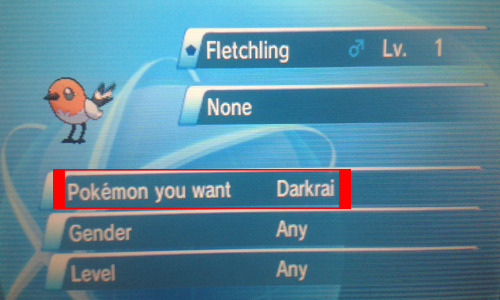 Fletchling ♂ Lv. 1
None
Pokémon you want Darkrai
Gender Any
Level Any